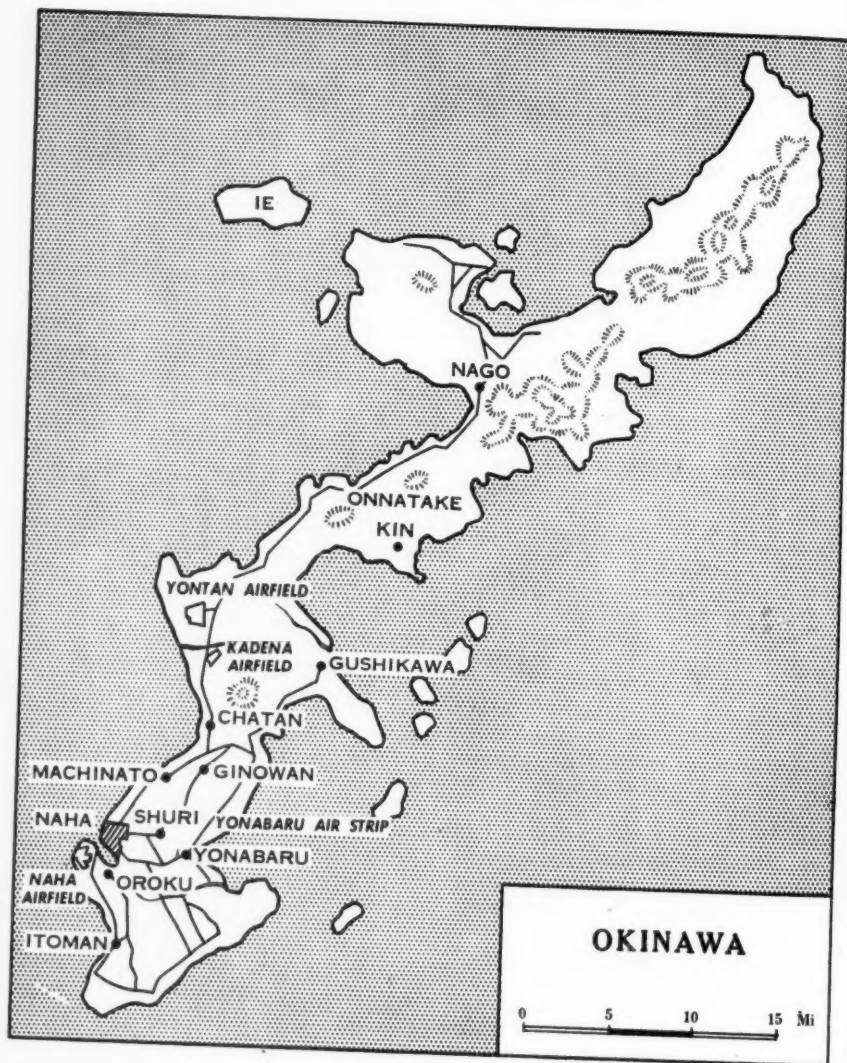 IE
NAGO
ONNATAKE
KIN
YONTAN AIRFIELD
KADENA
AIRFIELD
GUSHIKAWA
CHATAN
MACHINATO
GINOWAN
NAHA
SHURI
YONABARU AIR STRIP
YONABARU
NAHA
AIRFIELD
OROKU
ITOMAN
OKINAWA
0 5 10 15 Mi